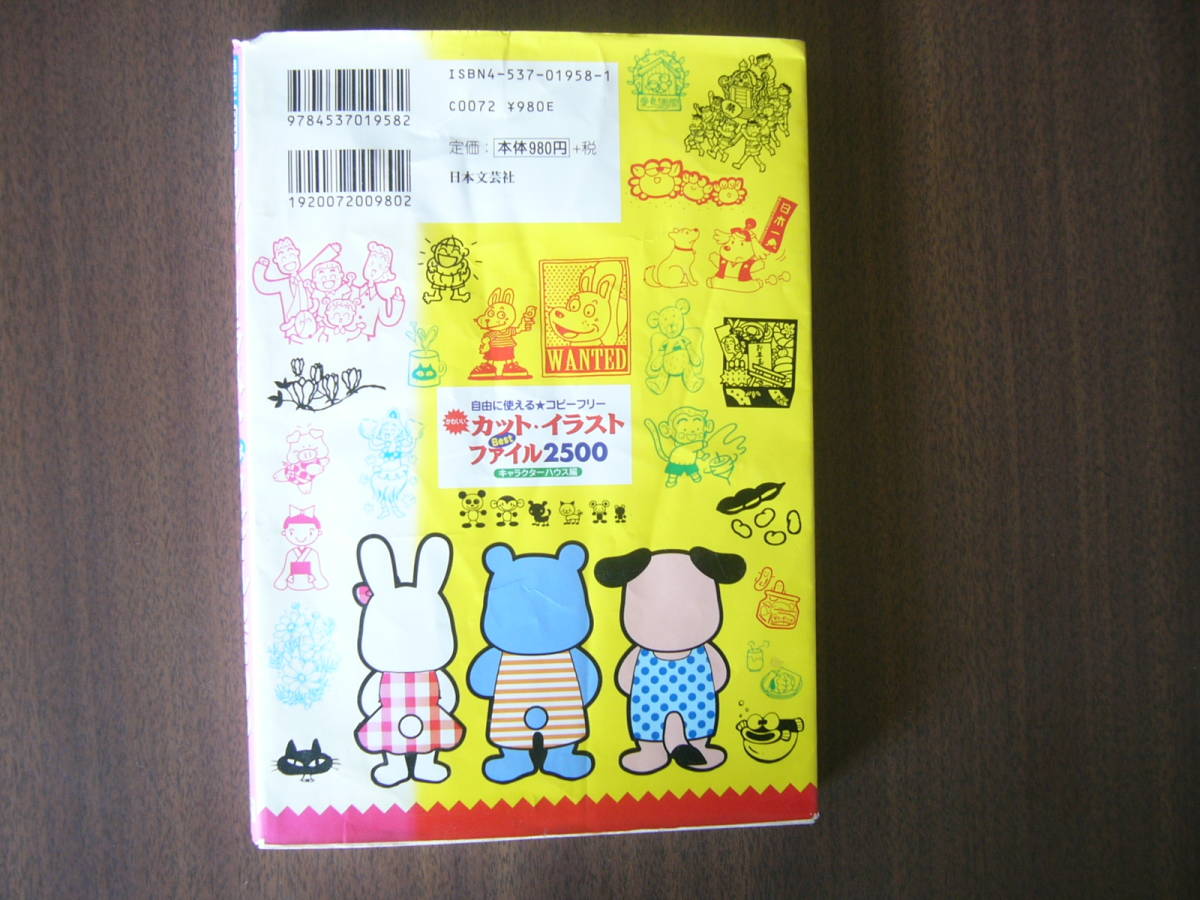 ISBN4-537-01958-1
C0072 ¥980E
9784537019582
定価：本体980円+税
日本文芸社
1920072009802
日本一
WANTED
自由に使える★コピーフリー
かわいい
カット・イラスト
Best
ファイル2500
キャラクターハウス編